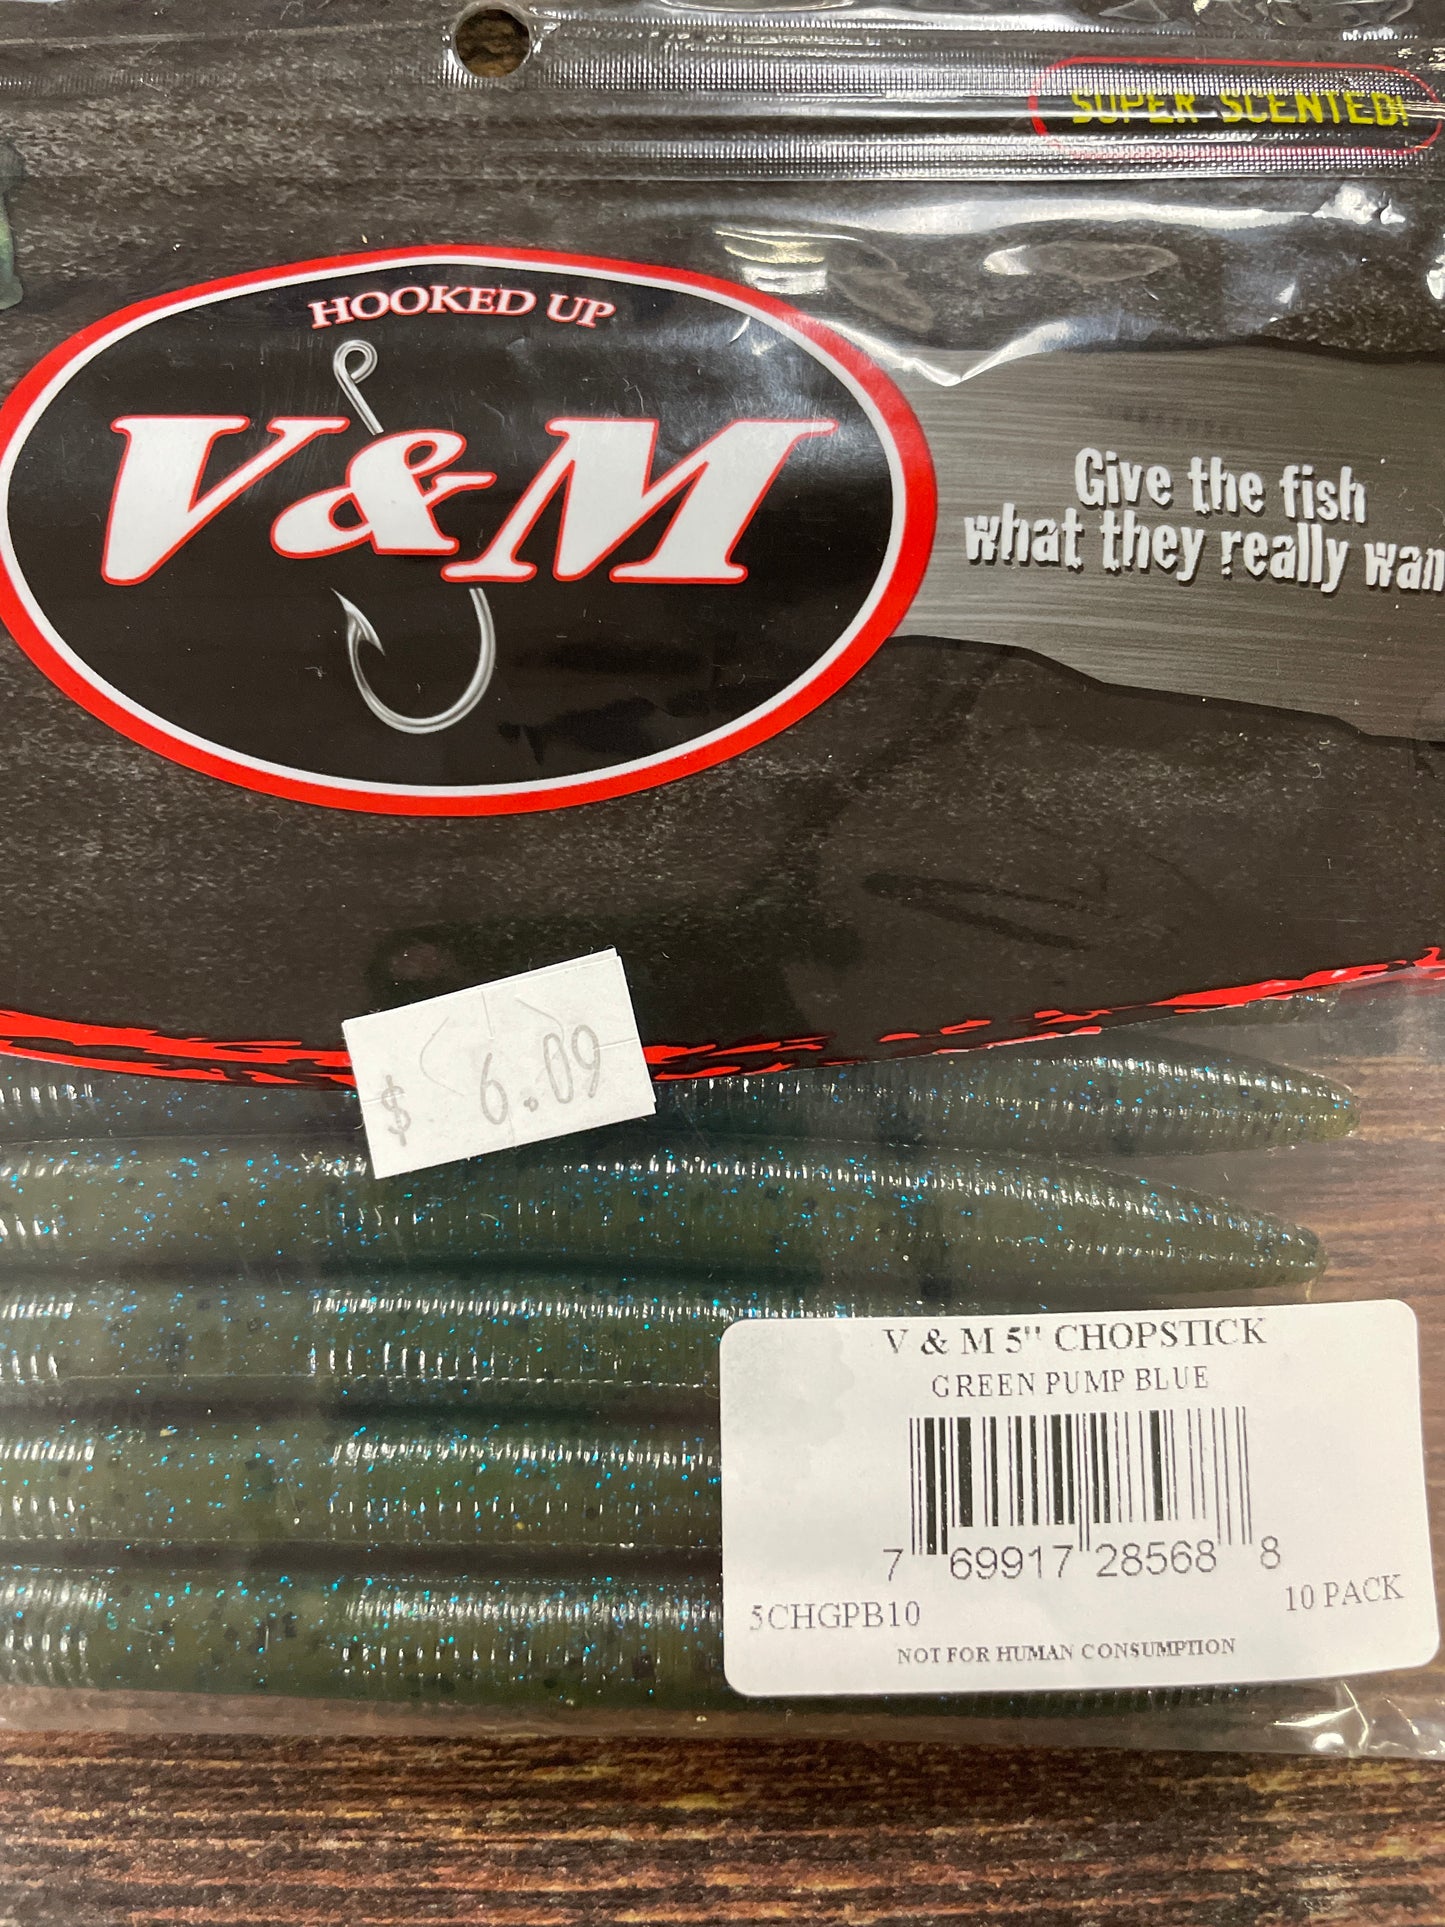 SUPER SCENTED!
HOOKED UP
V&M
Give the fish
what they really wan
$ 6.09
V & M 5" CHOPSTICK
GREEN PUMP BLUE
7 69917 28568 8
5CHGPB10
10 PACK
NOT FOR HUMAN CONSUMPTION